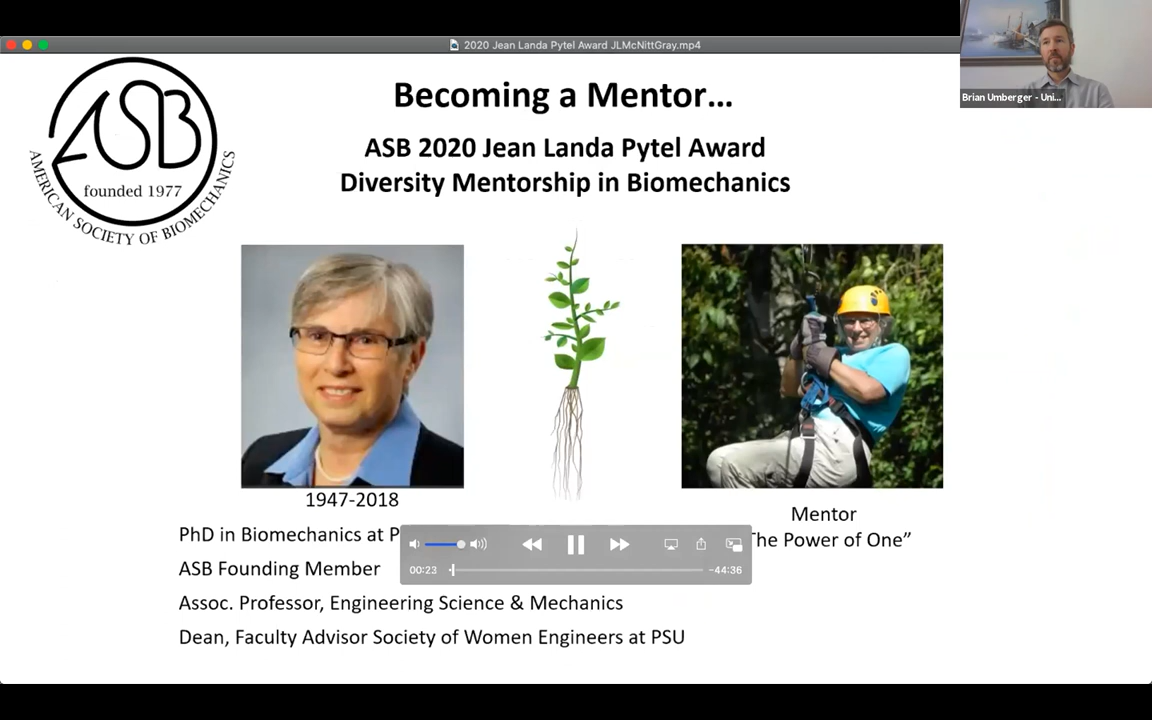 2020 Jean Landa Pytel Award JLMcNittGray.mp4
Brian Umberger - Uni...
ASB
founded 1977
AMERICAN SOCIETY OF BIOMECHANICS
Becoming a Mentor...
ASB 2020 Jean Landa Pytel Award
Diversity Mentorship in Biomechanics
1947-2018
PhD in Biomechanics at P
ASB Founding Member
Assoc. Professor, Engineering Science & Mechanics
Dean, Faculty Advisor Society of Women Engineers at PSU
Mentor
The Power of One”
00:23
-44:36